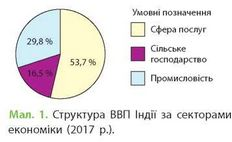 Умовні позначення
Сфера послуг
Сільське
господарство
Промисловість
29,8 %
53,7 %
16,5 %
Мал. 1. Структура ВВП Індії за секторами
економіки (2017 р.).